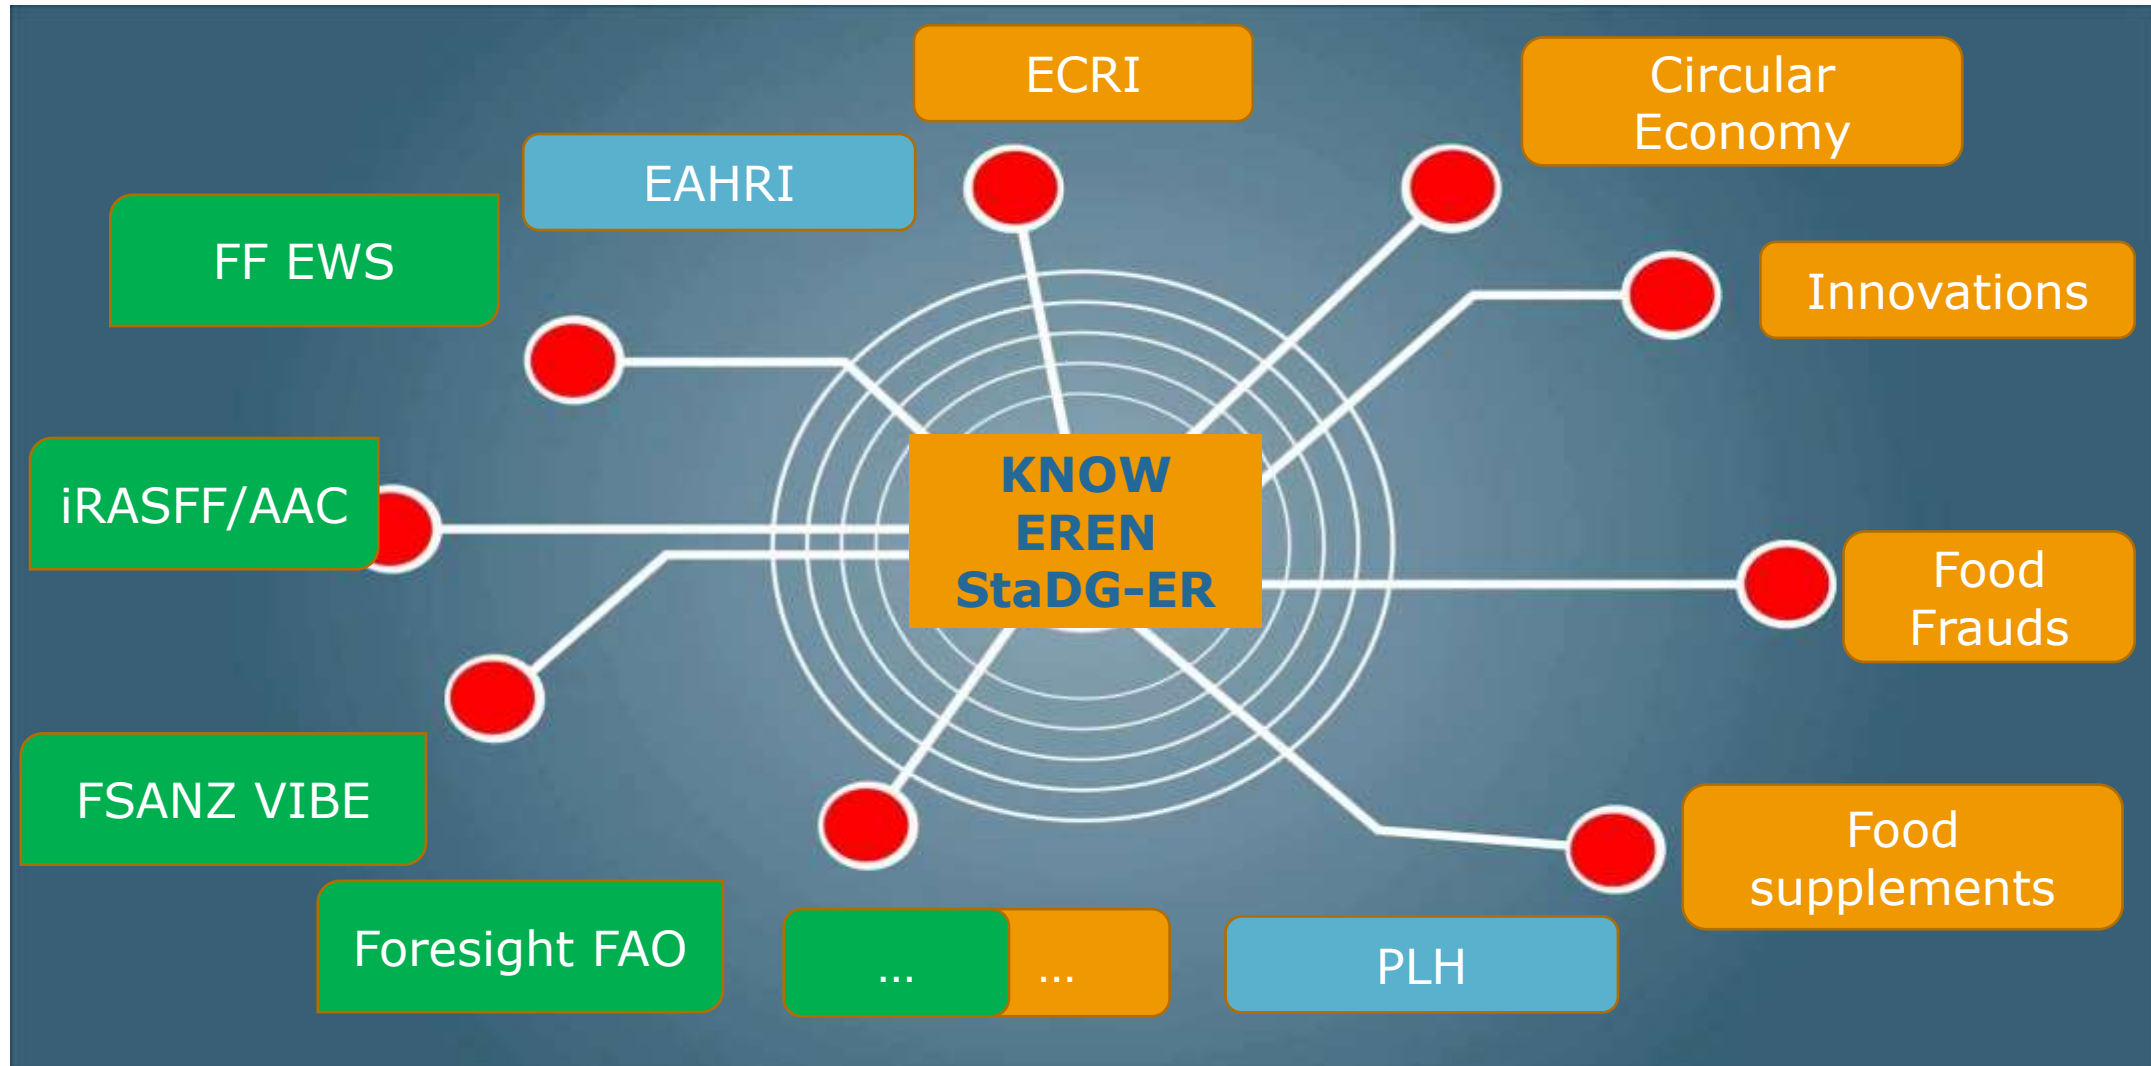 ECRI
Circular
Economy
EAHRI
FF EWS
Innovations
KNOW
EREN
StaDG-ER
iRASFF/AAC
Food
Frauds
FSANZ VIBE
Food
supplements
Foresight FAO
... ...
PLH